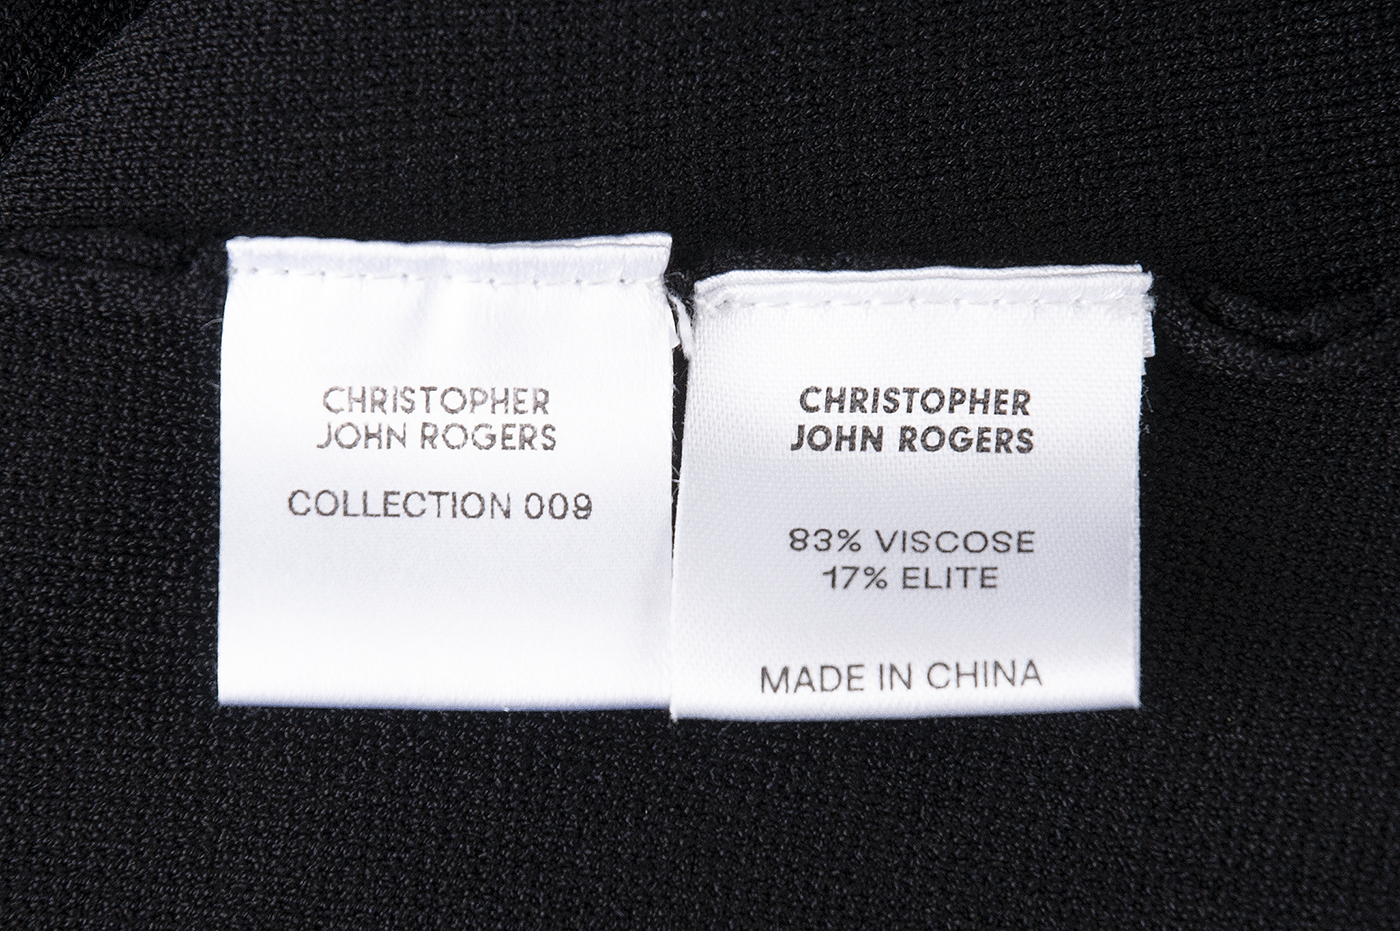 CHRISTOPHER
JOHN ROGERS
COLLECTION 009
CHRISTOPHER
JOHN ROGERS
83% VISCOSE
17% ELITE
MADE IN CHINA